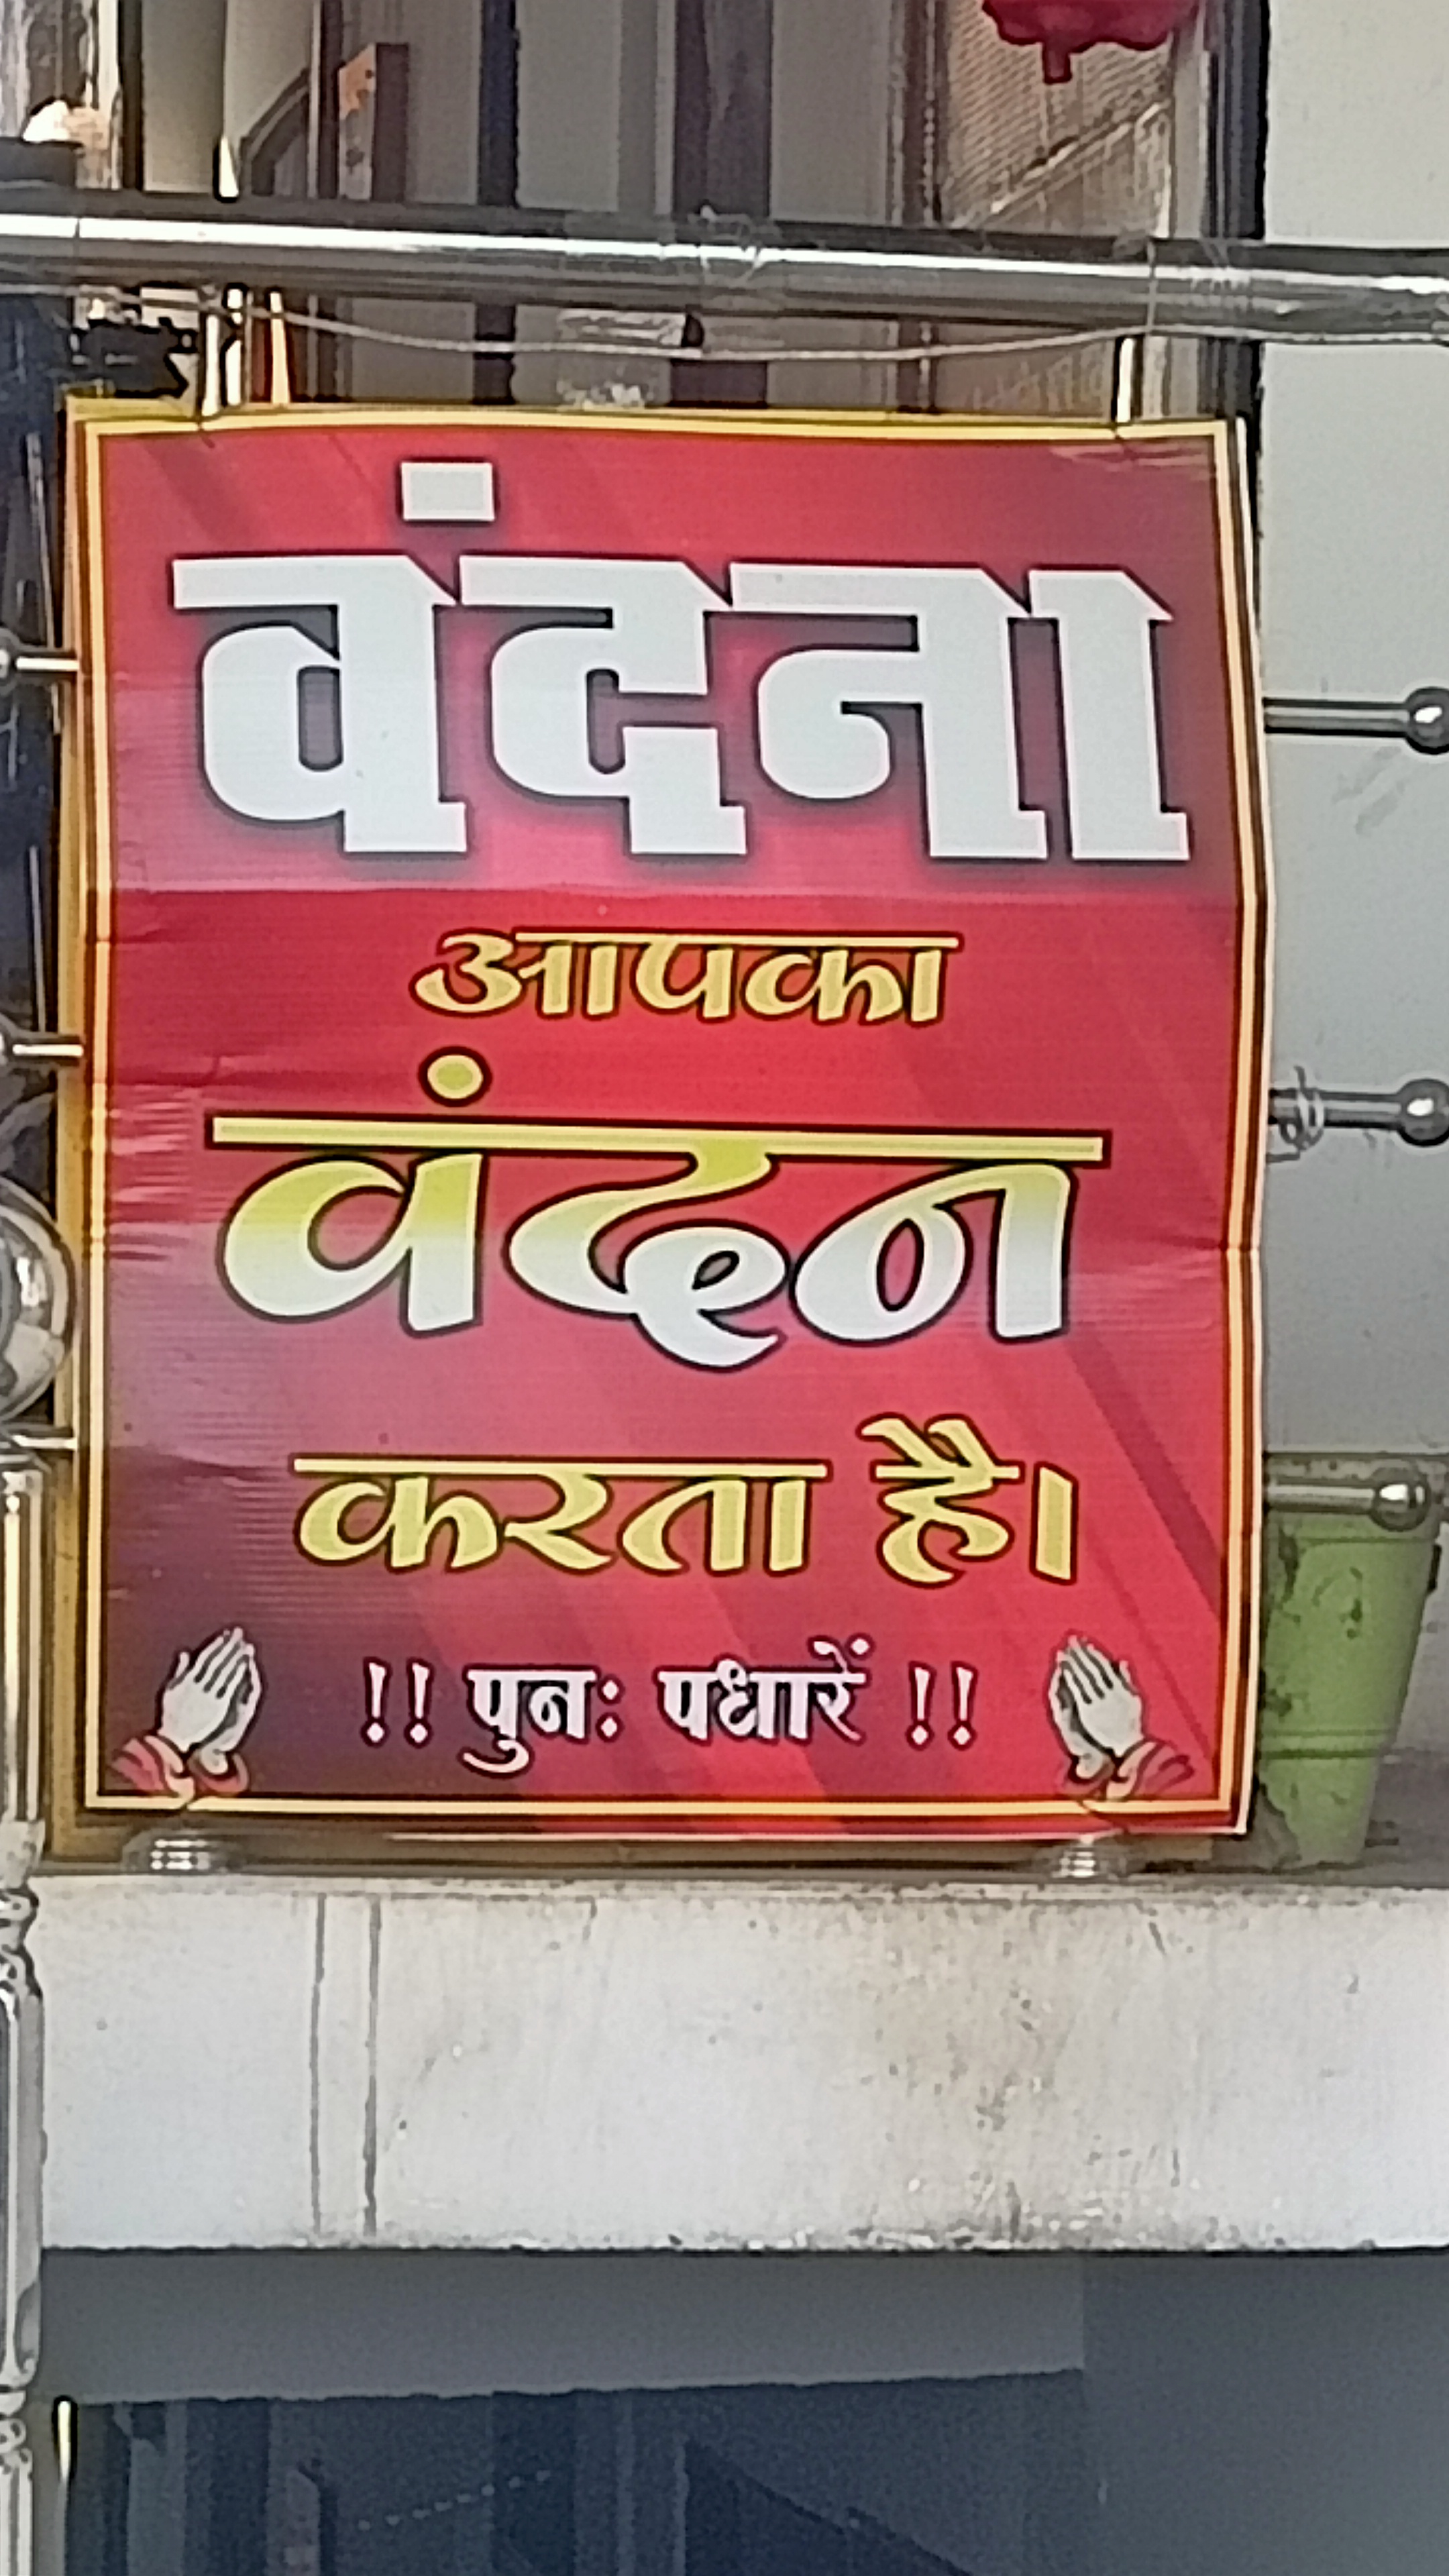 वंदना
आपका
वंदन
करता है।
!! पुनः पधारें !!